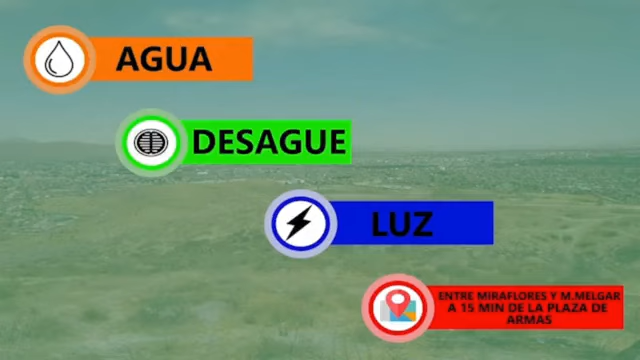 AGUA
DESAGUE
LUZ
ENTRE MIRAFLORES Y M.MELGAR
A 15 MIN DE LA PLAZA DE
ARMAS